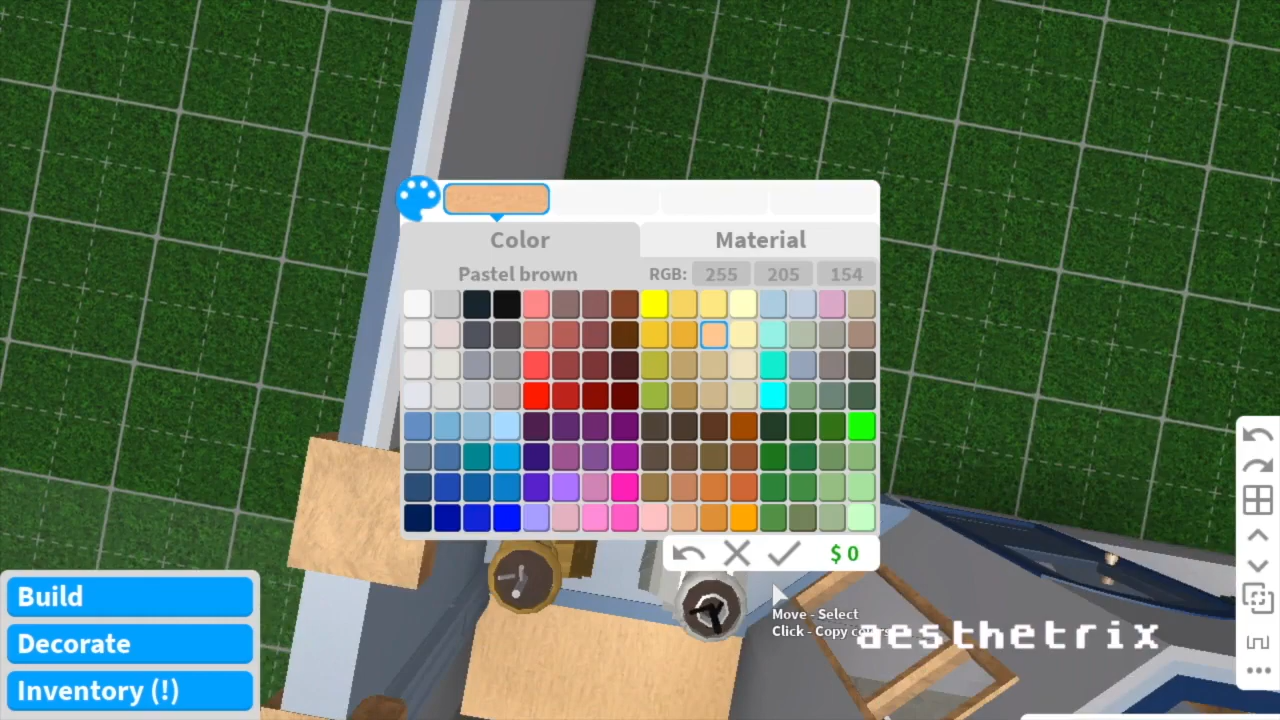 Color
Material
Pastel brown
RGB: 255 205 154
$ 0
Build
Decorate
Inventory (!)
Move - Select
Click - Copy
aesthetrix